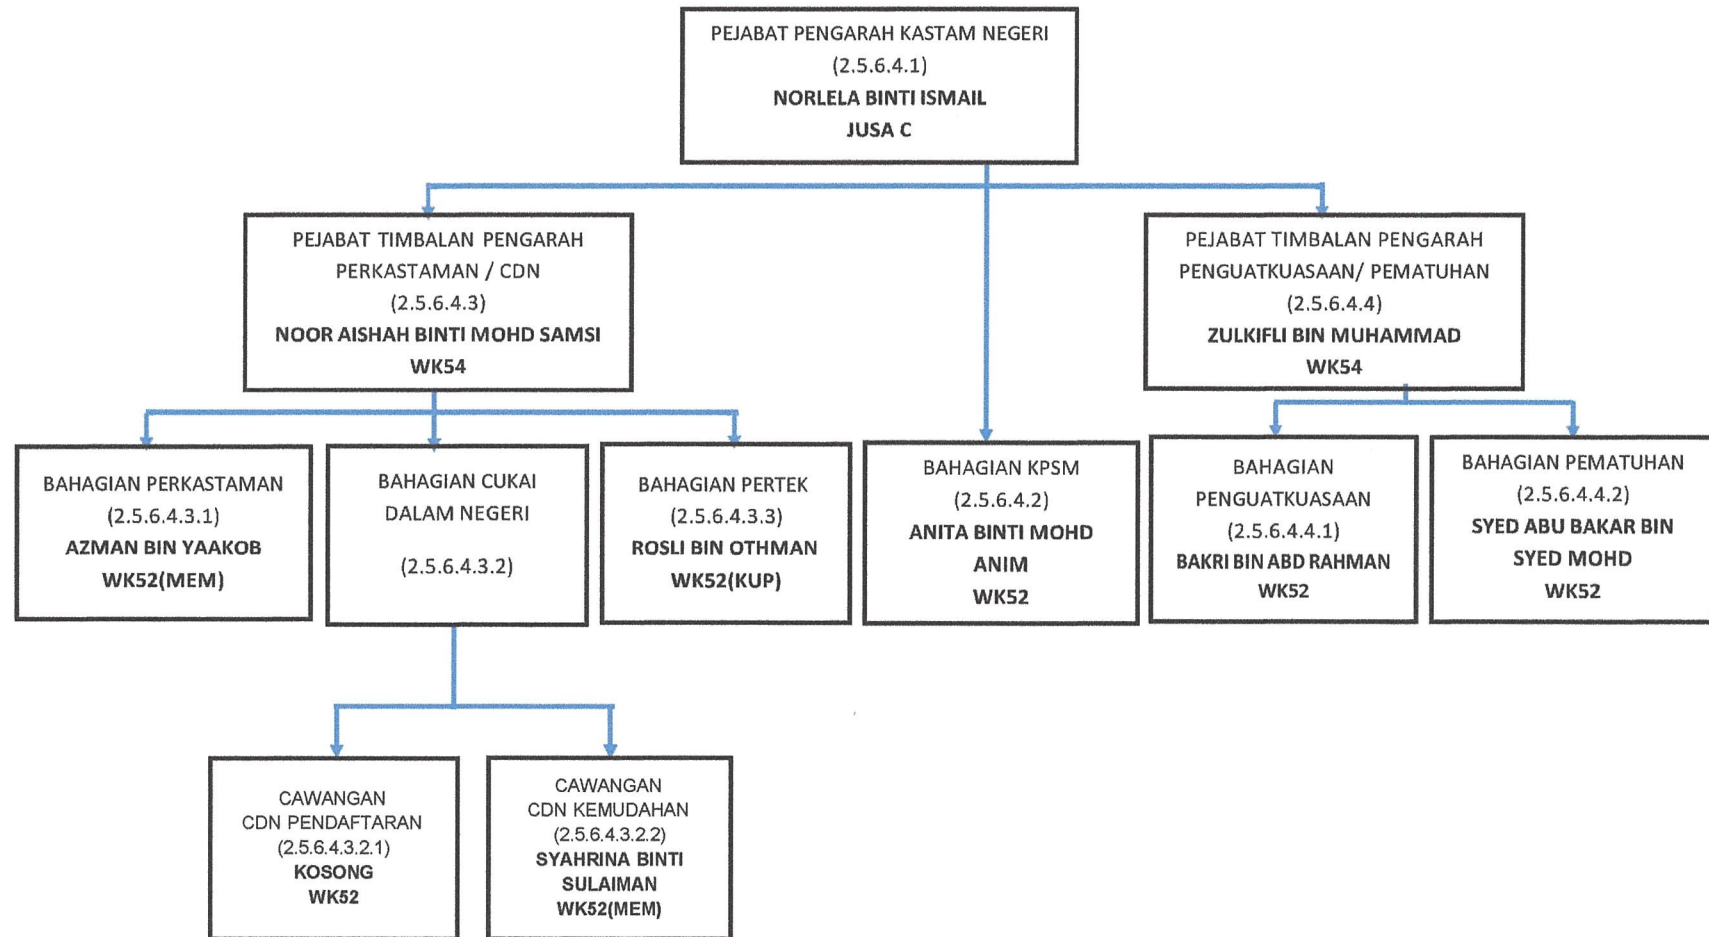 PEJABAT PENGARAH KASTAM NEGERI
(2.5.6.4.1)
NORLELA BINTI ISMAIL
JUSA C
PEJABAT TIMBALAN PENGARAH
PERKASTAMAN / CDN
(2.5.6.4.3)
NOOR AISHAH BINTI MOHD SAMSI
WK54
PEJABAT TIMBALAN PENGARAH
PENGUATKUASAAN/ PEMATUHAN
(2.5.6.4.4)
ZULKIFLI BIN MUHAMMAD
WK54
BAHAGIAN PERKASTAMAN
(2.5.6.4.3.1)
AZMAN BIN YAAKOB
WK52(MEM)
BAHAGIAN CUKAI
DALAM NEGERI
(2.5.6.4.3.2)
BAHAGIAN PERTEK
(2.5.6.4.3.3)
ROSLI BIN OTHMAN
WK52(KUP)
BAHAGIAN KPSM
(2.5.6.4.2)
ANITA BINTI MOHD
ANIM
WK52
BAHAGIAN
PENGUATKUASAAN
(2.5.6.4.4.1)
BAKRI BIN ABD RAHMAN
WK52
BAHAGIAN PEMATUHAN
(2.5.6.4.4.2)
SYED ABU BAKAR BIN
SYED MOHD
WK52
CAWANGAN
CDN PENDAFTARAN
(2.5.6.4.3.2.1)
KOSONG
WK52
CAWANGAN
CDN KEMUDAHAN
(2.5.6.4.3.2.2)
SYAHRINA BINTI
SULAIMAN
WK52(MEM)